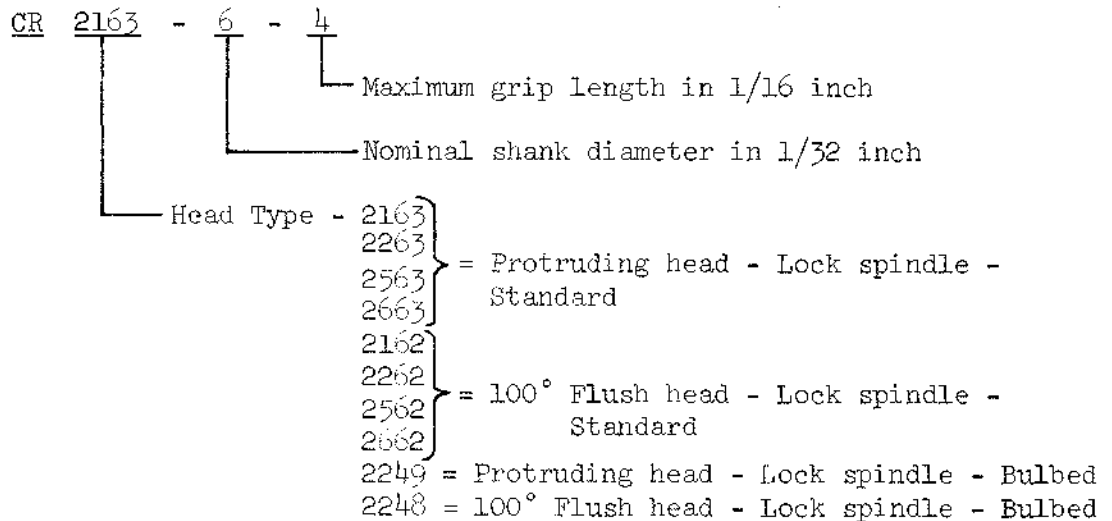 CR 2163 - 6 - 4
Maximum grip length in 1/16 inch
Nominal shank diameter in 1/32 inch
Head Type - 2163
2263
2563
2663
= Protruding head - Lock spindle -
Standard
2162
2262
2562
2662
= 100° Flush head - Lock spindle -
Standard
2249 = Protruding head - Lock spindle - Bulbed
2248 = 100° Flush head - Lock spindle - Bulbed